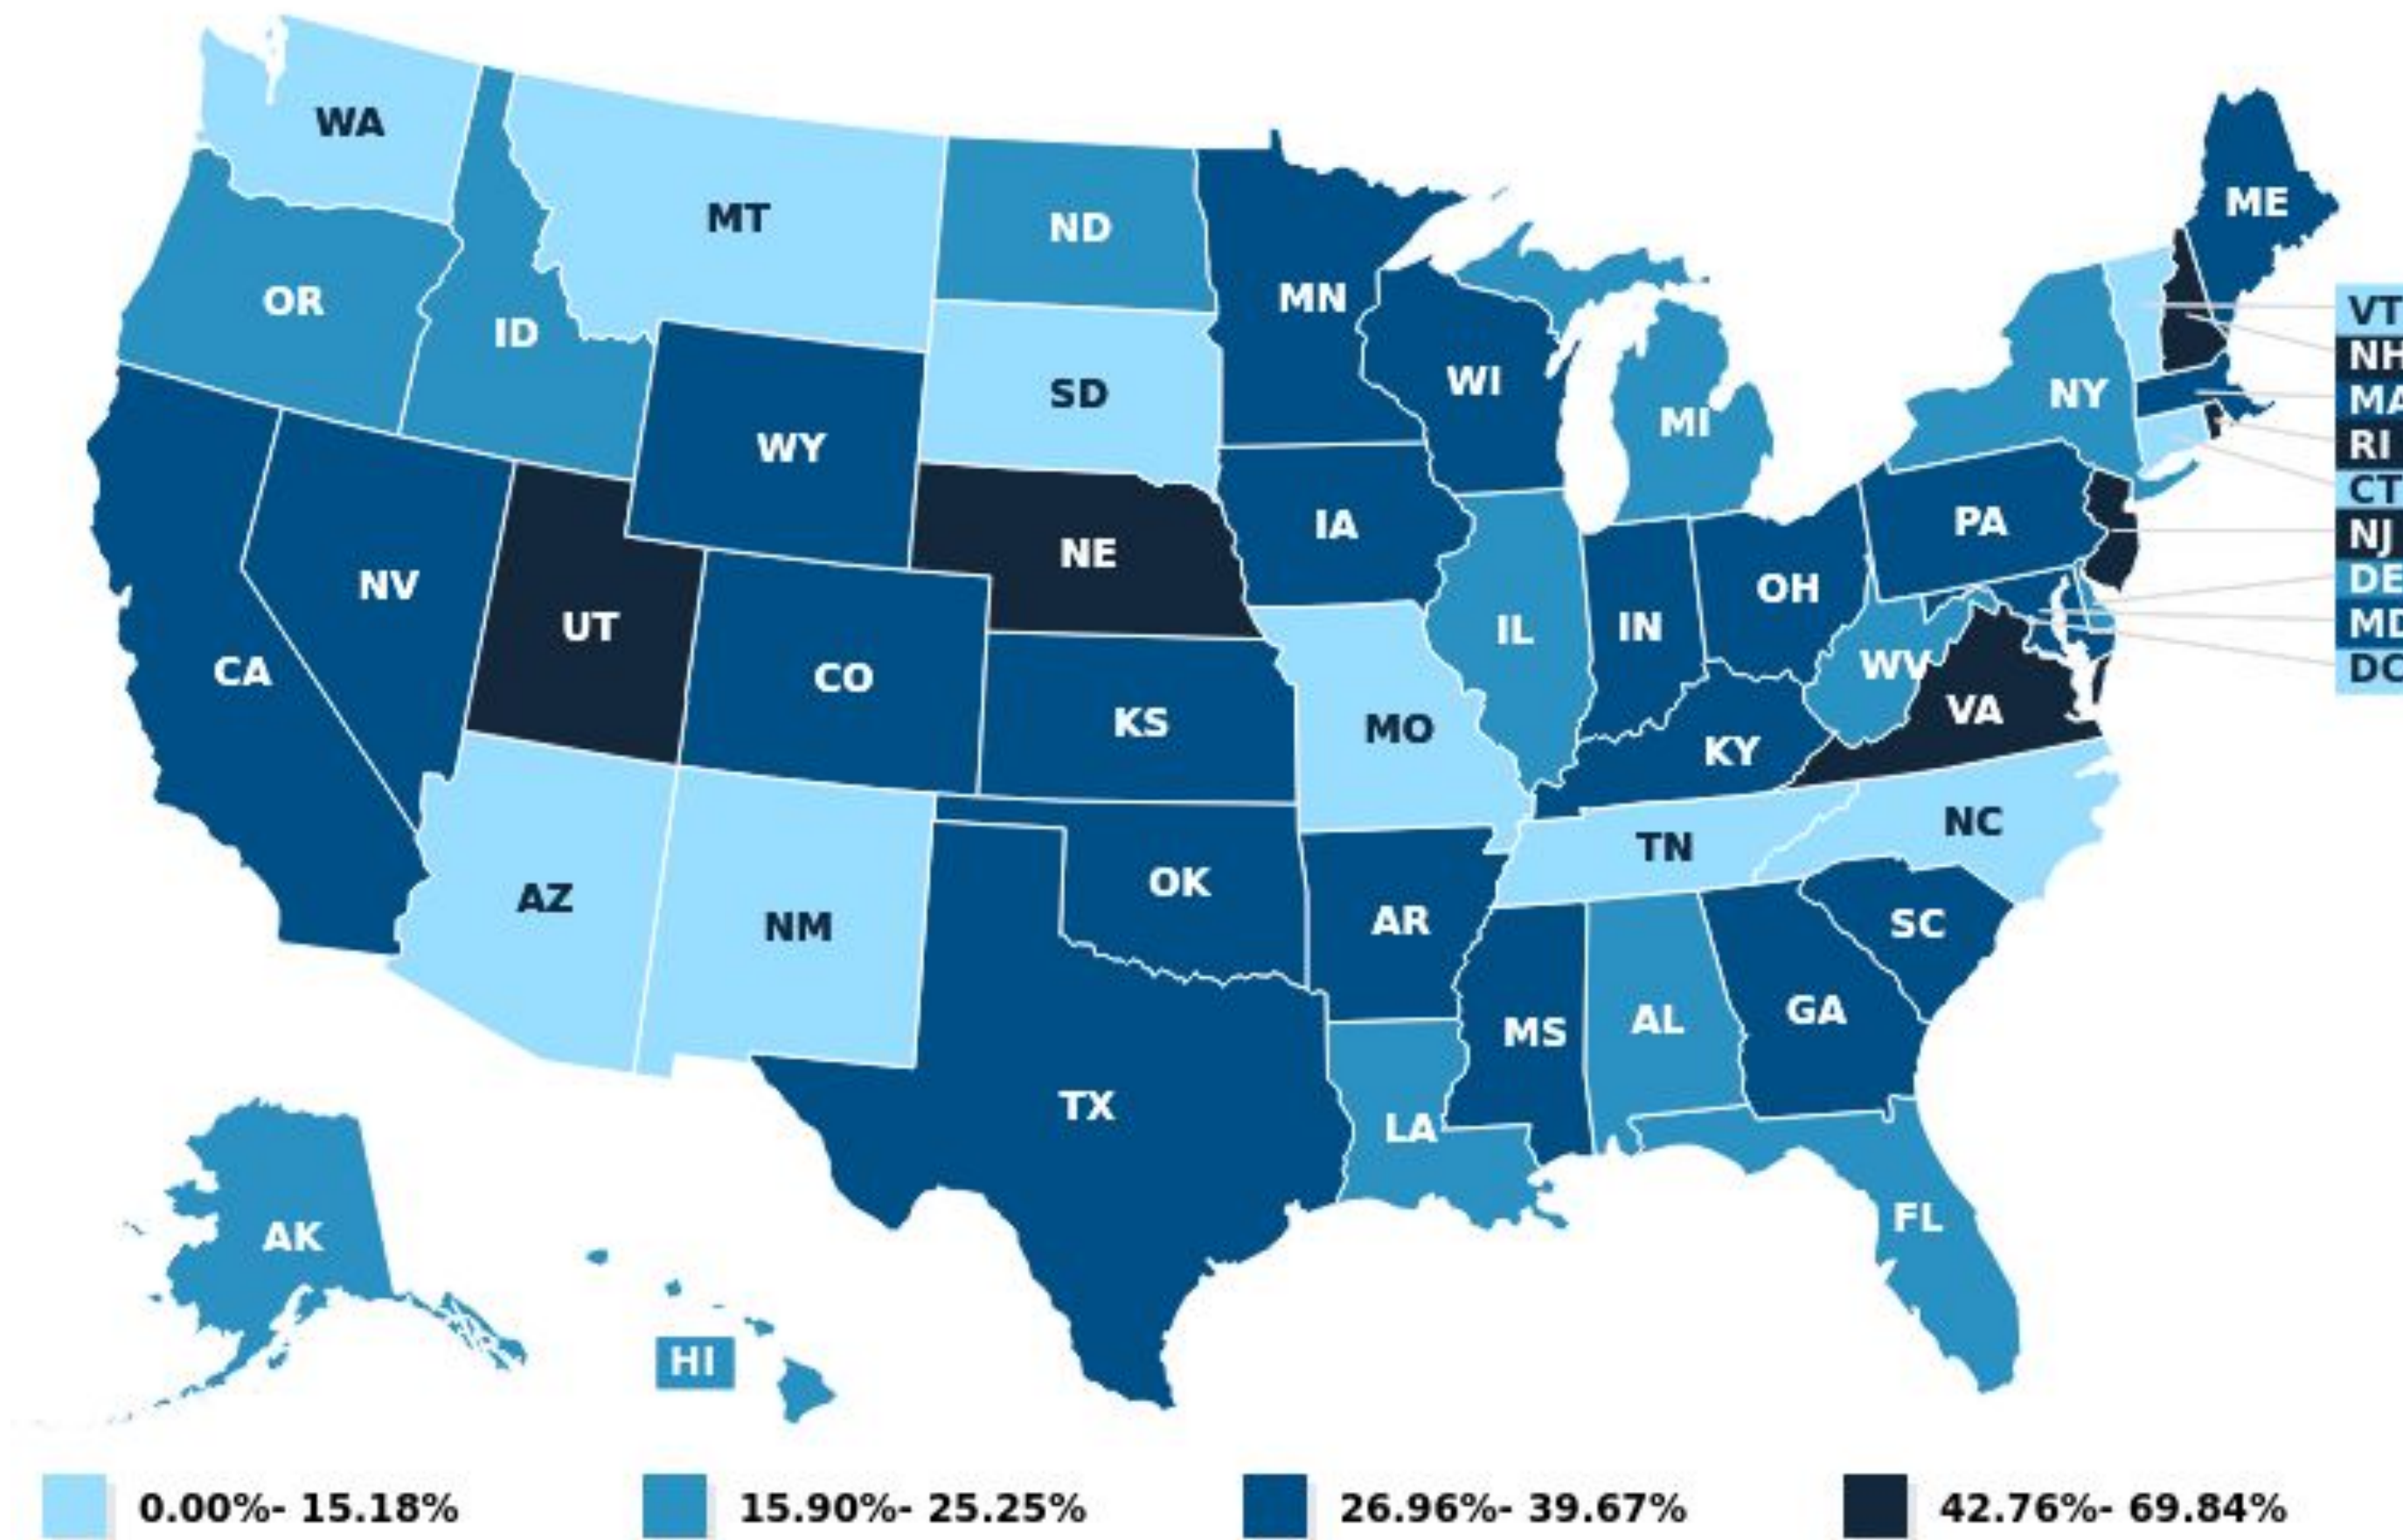 WA
MT
ND
MN
ME
OR
ID
SD
WI
MI
NY
VT
NH
MA
RI
CT
NJ
DE
MD
DC
WY
NE
IA
PA
NV
UT
CO
CA
KS
MO
IL
IN
OH
WV
VA
KY
AZ
NM
OK
AR
TN
NC
SC
MS
AL
GA
TX
LA
FL
AK
HI
0.00%- 15.18%
15.90%- 25.25%
26.96%- 39.67%
42.76%- 69.84%